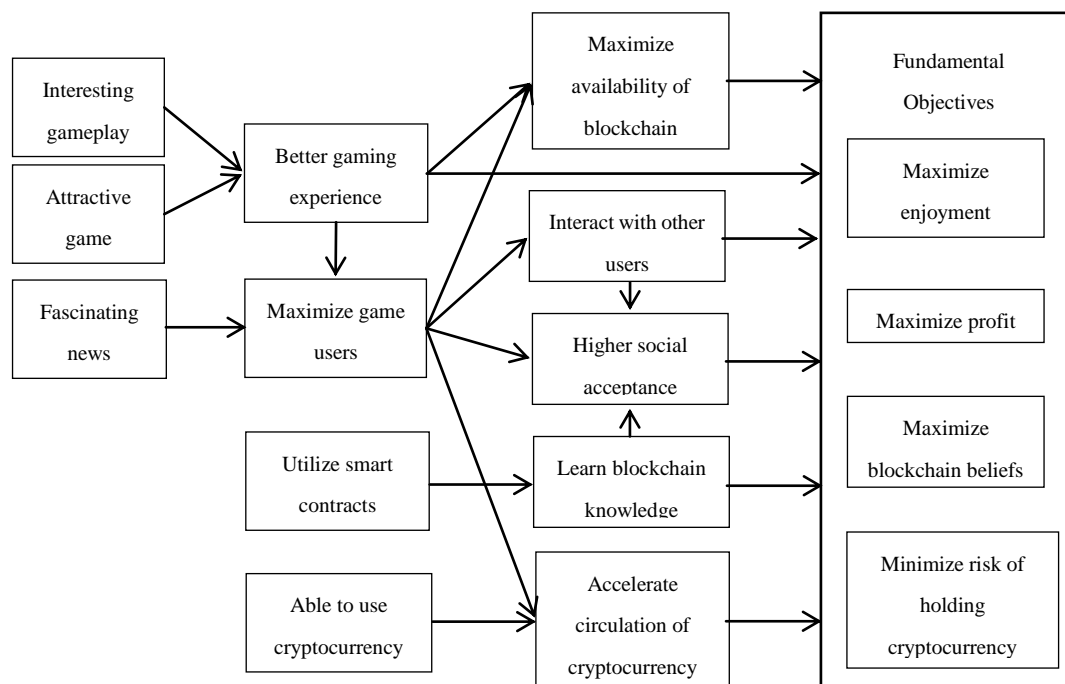 Interesting
gameplay
Attractive
game
Fascinating
news
Better gaming
experience
Maximize game
users
Utilize smart
contracts
Able to use
cryptocurrency
Maximize
availability of
blockchain
Interact with other
users
Higher social
acceptance
Learn blockchain
knowledge
Accelerate
circulation of
cryptocurrency
Fundamental
Objectives
Maximize
enjoyment
Maximize profit
Maximize
blockchain beliefs
Minimize risk of
holding
cryptocurrency